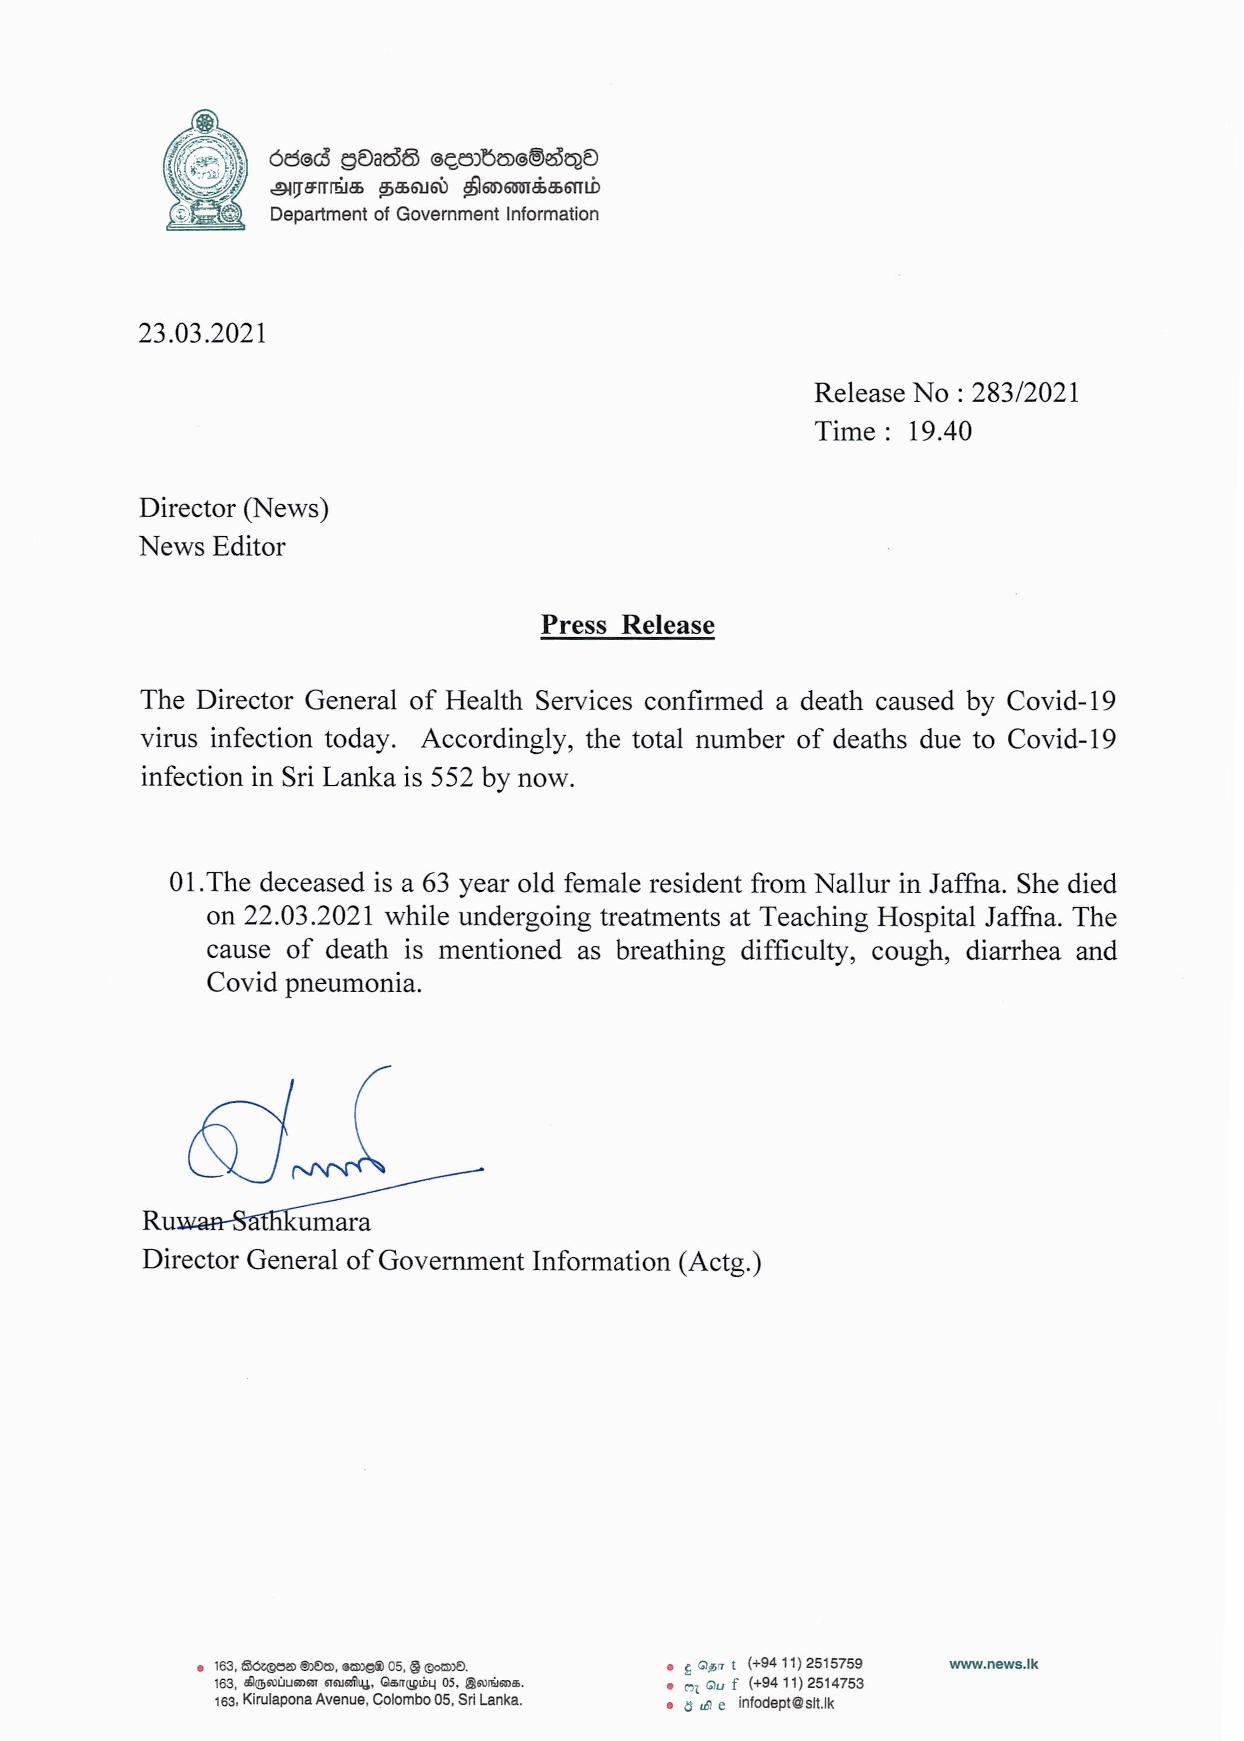 රජයේ ප්‍රවෘත්ති දෙපාර්තමේන්තුව
அரசாங்க தகவல் திணைக்களம்
Department of Government Information
23.03.2021
Release No : 283/2021
Time :  19.40
Director (News)
News Editor
Press  Release
The Director General of Health Services confirmed a death caused by Covid-19
virus infection today.  Accordingly, the total number of deaths due to Covid-19
infection in Sri Lanka is 552 by now.
01.The deceased is a 63 year old female resident from Nallur in Jaffna. She died
on 22.03.2021 while undergoing treatments at Teaching Hospital Jaffna. The
cause of death is mentioned as breathing difficulty, cough, diarrhea and
Covid pneumonia.
Ruwan Sathkumara
Director General of Government Information (Actg.)
163, කිරුලපන මාවත, කොළඹ 05, ශ්‍රී ලංකාව.
163, கிருலப்பனை எவனியூ, கொழும்பு 05, இலங்கை.
163, Kirulapona Avenue, Colombo 05, Sri Lanka.
දු தொ t (+94 11) 2515759
ෆැ பெ f (+94 11) 2514753
ඊ மி e infodept@slt.lk
www.news.lk